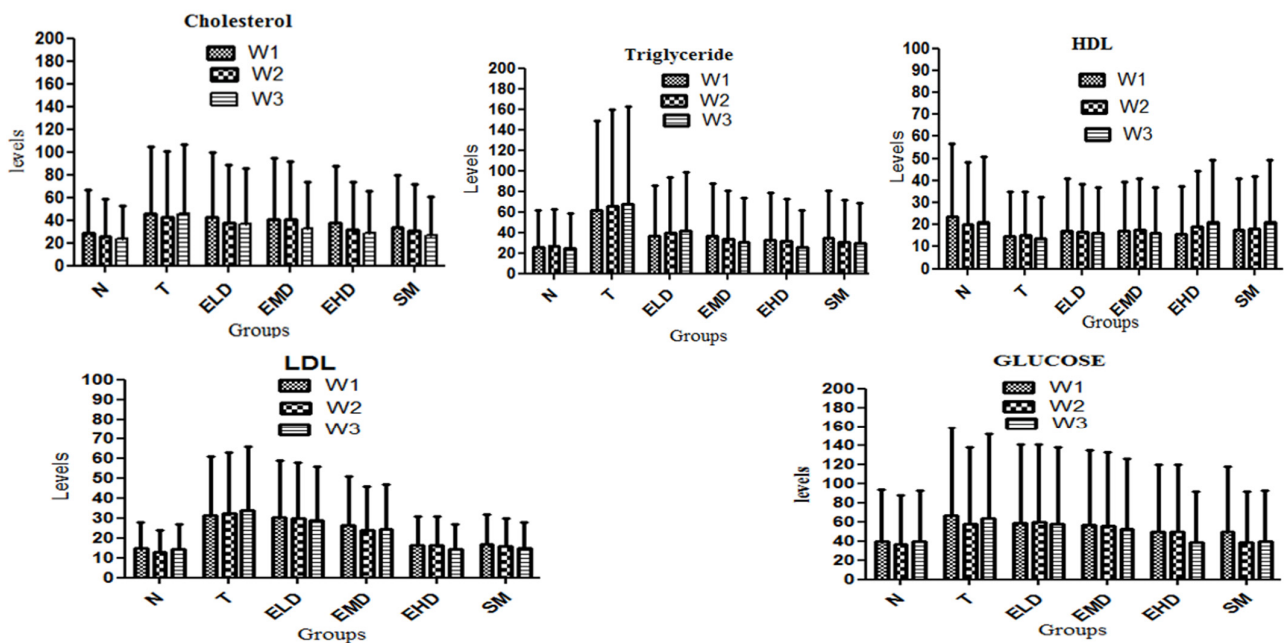 Cholesterol
200
180
160
140
120
100
80
60
40
20
0
levels
W1
W2
W3
N
T
ELD
EMD
EHD
SM
Groups
Triglyceride
200
180
160
140
120
100
80
60
40
20
0
Levels
W1
W2
W3
N
T
ELD
EMD
EHD
SM
Groups
HDL
100
90
80
70
60
50
40
30
20
10
0
Levels
W1
W2
W3
N
T
ELD
EMD
EHD
SM
Groups
LDL
100
90
80
70
60
50
40
30
20
10
0
Levels
W1
W2
W3
N
T
ELD
EMD
EHD
SM
Groups
GLUCOSE
200
180
160
140
120
100
80
60
40
20
0
levels
W1
W2
W3
N
T
ELD
EMD
EHD
SM
Groups